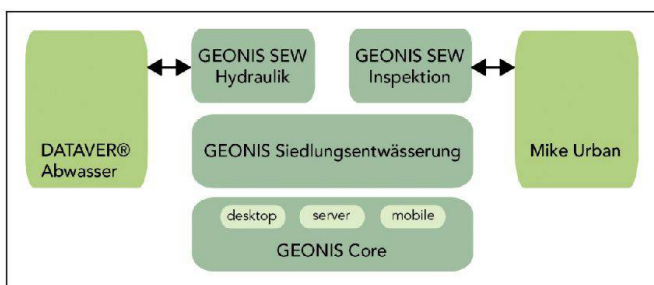 GEONIS SEW
Hydraulik
GEONIS SEW
Inspektion
DATAVER®
Abwasser
GEONIS Siedlungsentwässerung
Mike Urban
desktop
server
mobile
GEONIS Core